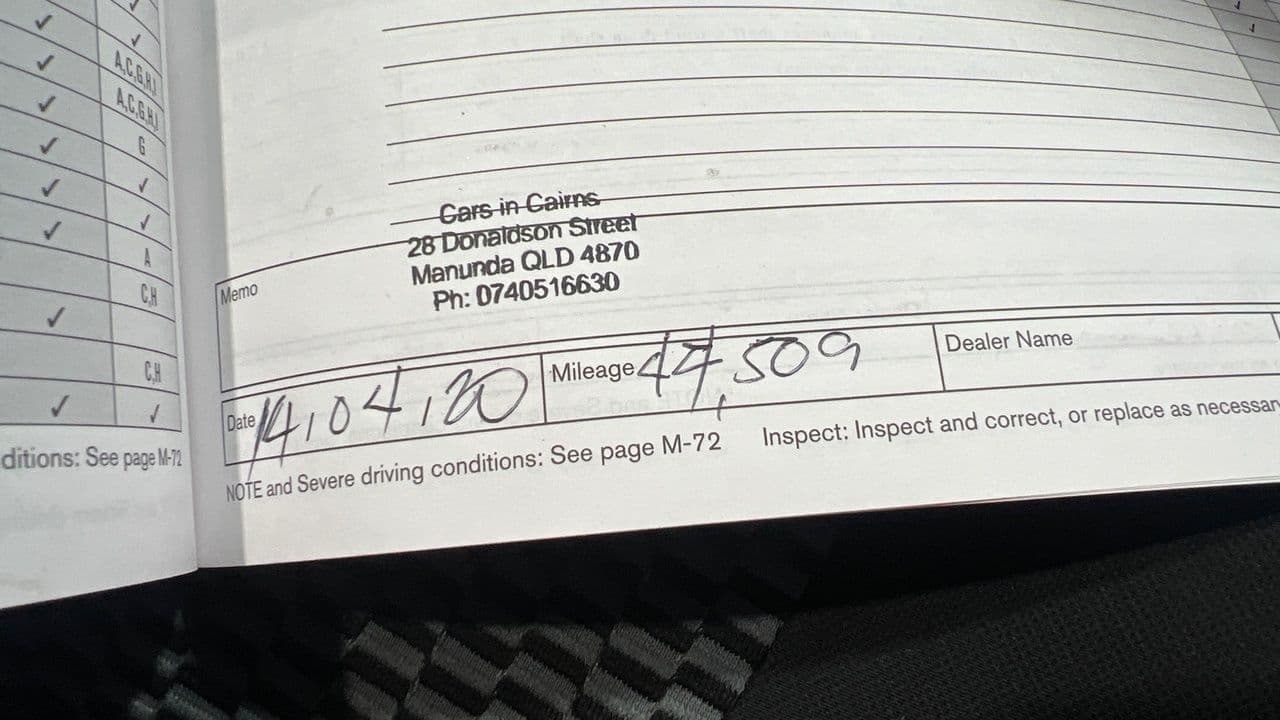 ✓ ✓
✓ A,C,G,H,I
✓ A,C,G,H,I
✓ G
✓ ✓
✓ ✓
A
C,H
✓
C,H
✓ ✓
ditions: See page M-72
Cars in Cairns
28 Donaldson Street
Manunda QLD 4870
Ph: 0740516630
Memo
Date 14,04,20 Mileage 44,509 Dealer Name
NOTE and Severe driving conditions: See page M-72 Inspect: Inspect and correct, or replace as necessar